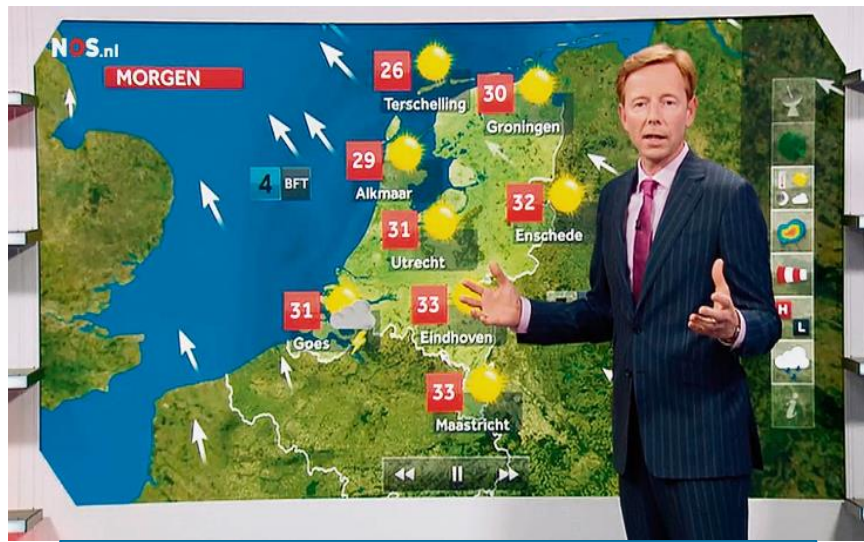 NOS.nl
MORGEN
26
Terschelling
30
Groningen
29
Alkmaar
4 BFT
32
Enschede
31
Utrecht
31
Goes
33
Eindhoven
H
L
33
Maastricht
i